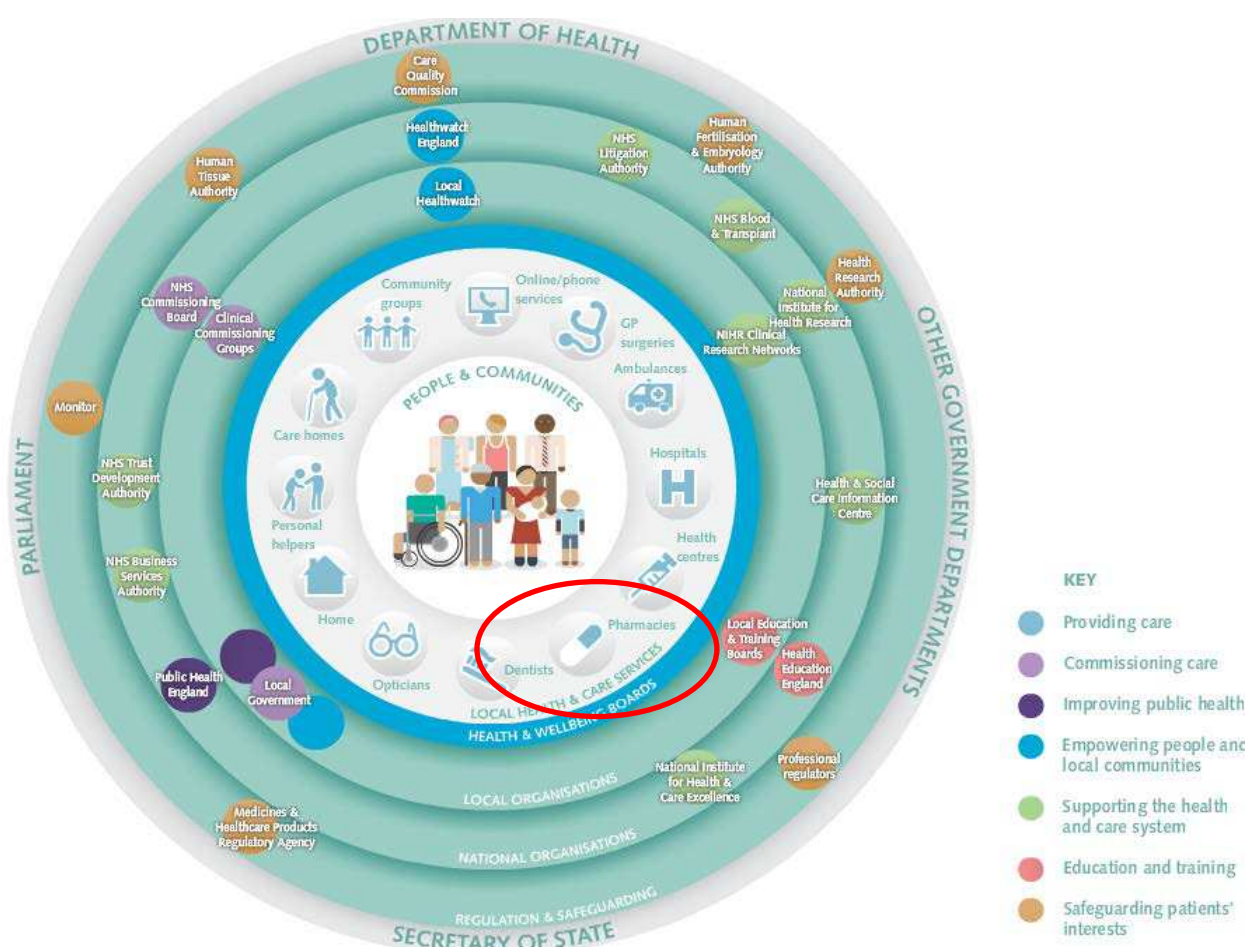 DEPARTMENT OF HEALTH
Care
Quality
Commission
Healthwatch
England
Local
Healthwatch
Human
Tissue
Authority
NHS
Litigation
Authority
Human
Fertilisation
& Embryology
Authority
NHS Blood
& Transplant
Health
Research
Authority
National
Institute for
Health Research
NIHR Clinical
Research Networks
NHS
Commissioning
Board
Clinical
Commissioning
Groups
Monitor
NHS Trust
Development
Authority
NHS Business
Services
Authority
Public Health
England
Local
Government
Medicines &
Healthcare Products
Regulatory Agency
Health & Social
Care Information
Centre
Local Education
& Training
Boards
Health
Education
England
Professional
regulators
National Institute
for Health &
Care Excellence
PARLIAMENT
OTHER GOVERNMENT DEPARTMENTS
Community
groups
Online/phone
services
GP
surgeries
Ambulances
Hospitals
Health
centres
Pharmacies
Dentists
Opticians
Home
Personal
helpers
Care homes
PEOPLE & COMMUNITIES
LOCAL HEALTH & CARE SERVICES
HEALTH & WELLBEING BOARDS
LOCAL ORGANISATIONS
NATIONAL ORGANISATIONS
REGULATION & SAFEGUARDING
SECRETARY OF STATE
KEY
Providing care
Commissioning care
Improving public health
Empowering people and
local communities
Supporting the health
and care system
Education and training
Safeguarding patients'
interests